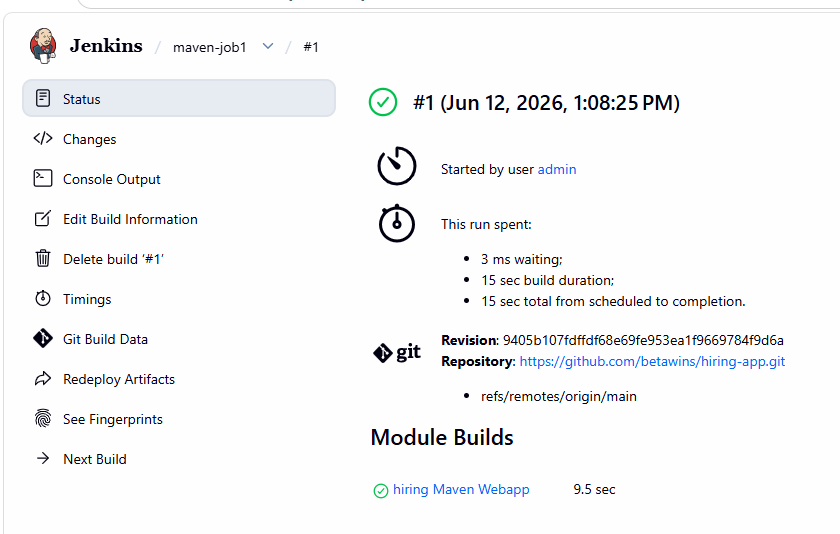 Jenkins / maven-job1 / #1
Status
Changes
Console Output
Edit Build Information
Delete build ‘#1’
Timings
Git Build Data
Redeploy Artifacts
See Fingerprints
Next Build
#1 (Jun 12, 2026, 1:08:25 PM)
Started by user admin
This run spent:
3 ms waiting;
15 sec build duration;
15 sec total from scheduled to completion.
git
Revision: 9405b107fdffdf68e69fe953ea1f9669784f9d6a
Repository: https://github.com/betawins/hiring-app.git
refs/remotes/origin/main
Module Builds
hiring Maven Webapp 9.5 sec